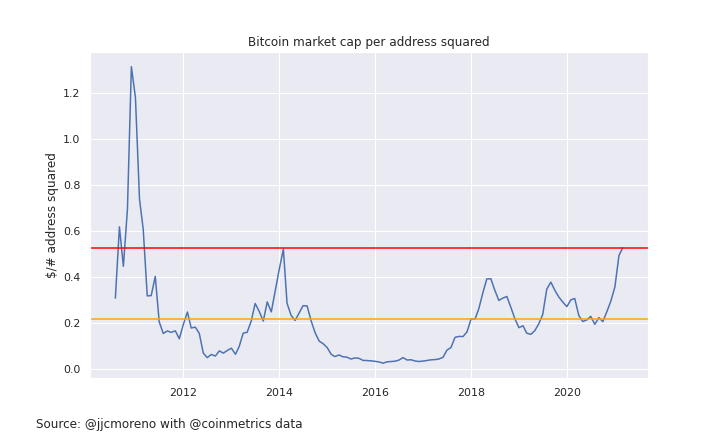 Bitcoin market cap per address squared
$/# address squared
1.2
1.0
0.8
0.6
0.4
0.2
0.0
2012 2014 2016 2018 2020
Source: @jjcmoreno with @coinmetrics data